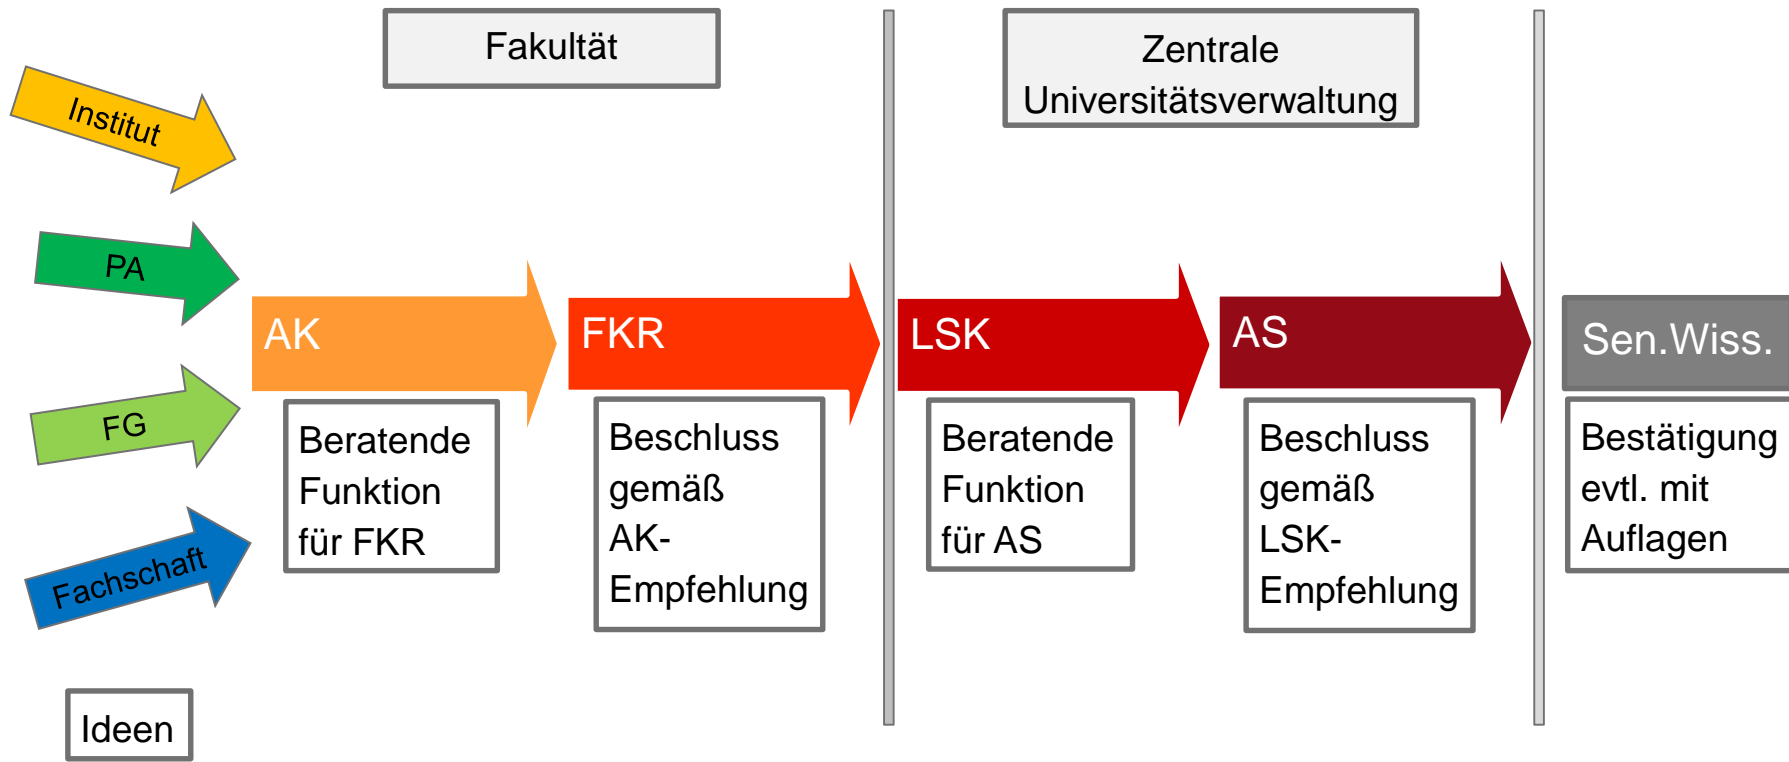 Fakultät
Zentrale
Universitätsverwaltung
Institut
PA
FG
Fachschaft
Ideen
AK
Beratende
Funktion
für FKR
FKR
Beschluss
gemäß
AK-
Empfehlung
LSK
Beratende
Funktion
für AS
AS
Beschluss
gemäß
LSK-
Empfehlung
Sen.Wiss.
Bestätigung
evtl. mit
Auflagen